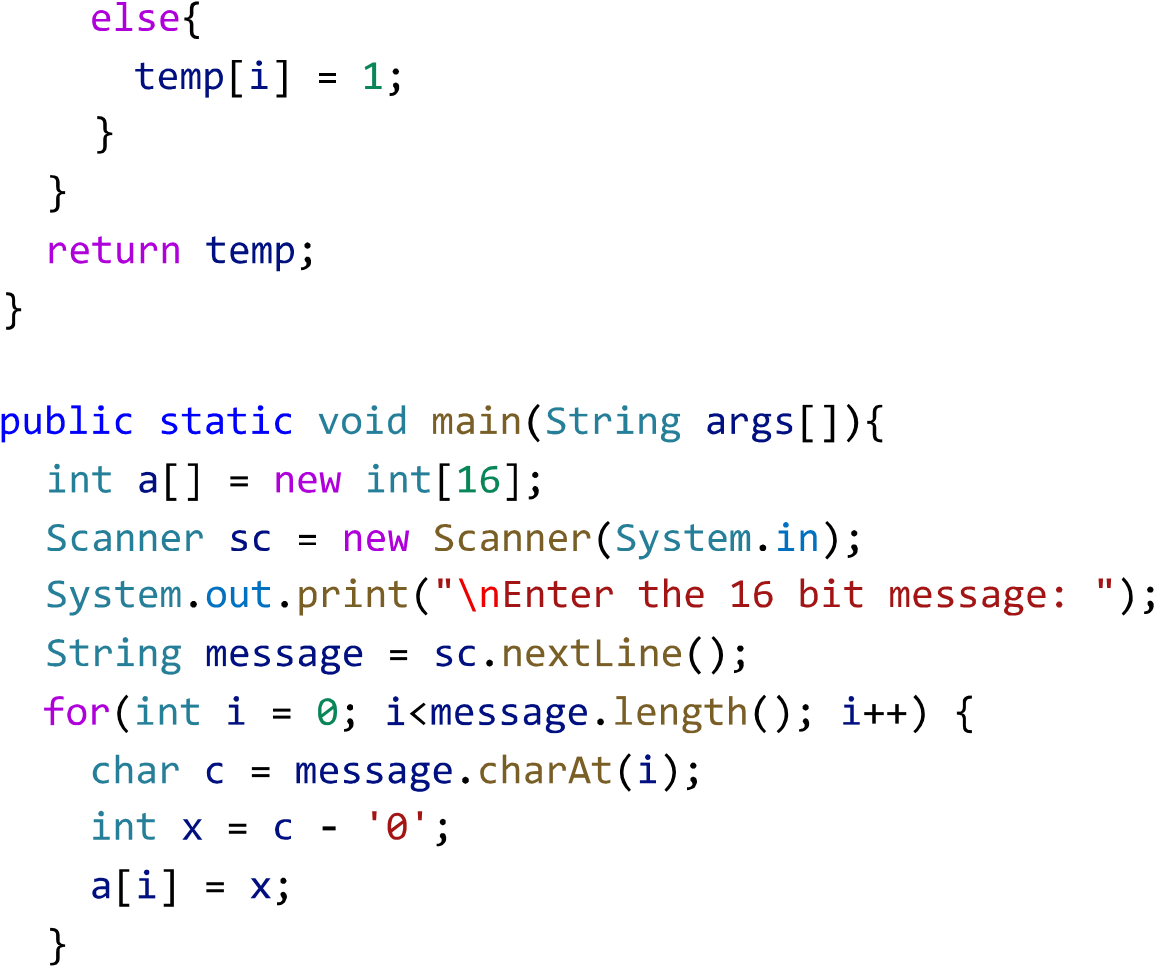 else{
      temp[i] = 1;
    }
  }
  return temp;
}

public static void main(String args[]){
  int a[] = new int[16];
  Scanner sc = new Scanner(System.in);
  System.out.print("\nEnter the 16 bit message: ");
  String message = sc.nextLine();
  for(int i = 0; i<message.length(); i++) {
    char c = message.charAt(i);
    int x = c - '0';
    a[i] = x;
  }